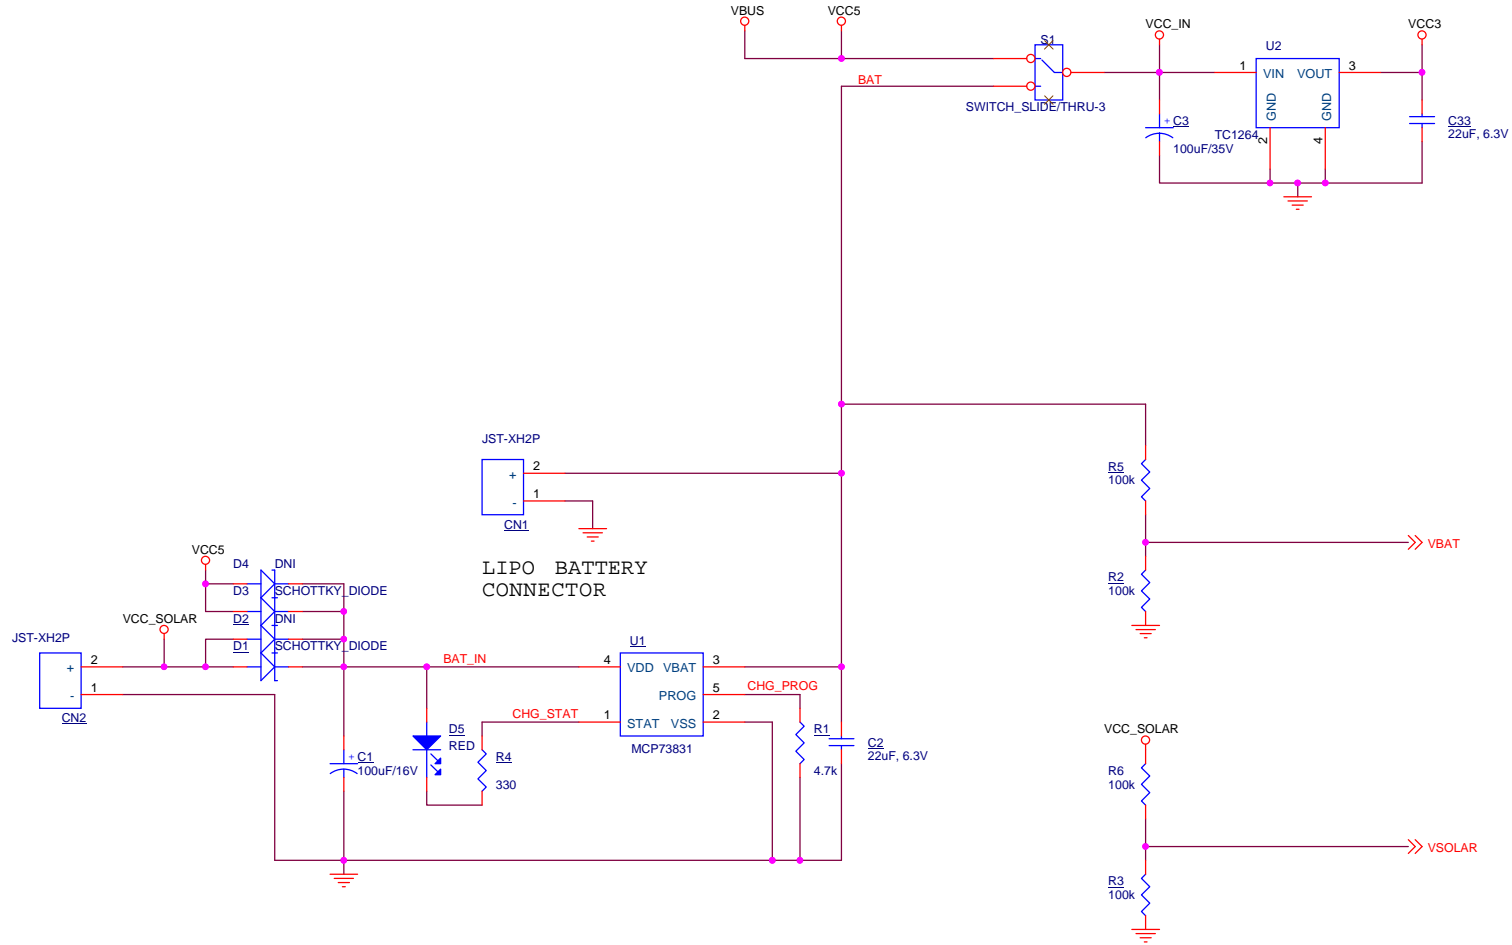 VBUS
VCC5
VCC_IN
VCC3
S1
U2
1
VIN
VOUT
3
BAT
GND
GND
SWITCH_SLIDE/THRU-3
+ C3
100uF/35V
TC1264
2
4
C33
22uF, 6.3V
JST-XH2P
+
2
-
1
CN1
LIPO BATTERY
CONNECTOR
R5
100k
VBAT
R2
100k
VCC5
D4
DNI
D3
SCHOTTKY_DIODE
VCC_SOLAR
D2
DNI
D1
SCHOTTKY_DIODE
JST-XH2P
+
2
-
1
CN2
BAT_IN
U1
4
VDD
VBAT
3
PROG
5
CHG_PROG
CHG_STAT
1
STAT
VSS
2
MCP73831
+ C1
100uF/16V
D5
RED
R4
330
R1
4.7k
C2
22uF, 6.3V
VCC_SOLAR
R6
100k
VSOLAR
R3
100k